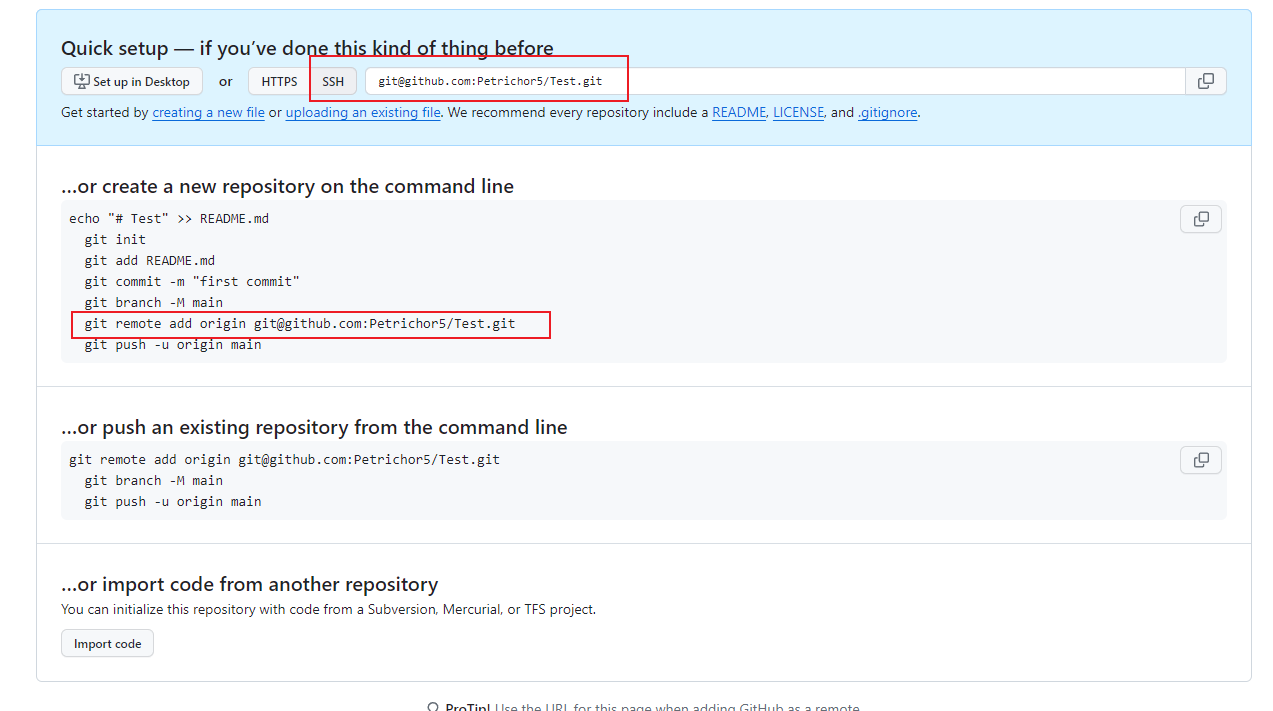 Quick setup — if you’ve done this kind of thing before
Set up in Desktop or HTTPS SSH git@github.com:Petrichor5/Test.git
Get started by creating a new file or uploading an existing file. We recommend every repository include a README, LICENSE, and .gitignore.
…or create a new repository on the command line
echo "# Test" >> README.md
git init
git add README.md
git commit -m "first commit"
git branch -M main
git remote add origin git@github.com:Petrichor5/Test.git
git push -u origin main
…or push an existing repository from the command line
git remote add origin git@github.com:Petrichor5/Test.git
git branch -M main
git push -u origin main
…or import code from another repository
You can initialize this repository with code from a Subversion, Mercurial, or TFS project.
Import code
ProTip! Use the URL for this page when adding GitHub as a remote.